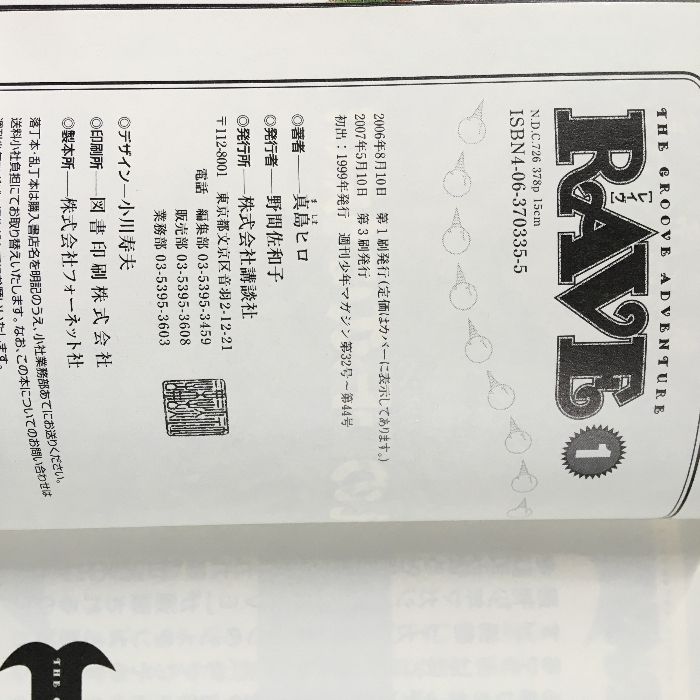 THE GROOVE ADVENTURE
RAVE
レイヴ
1
N.D.C.726 378p 15cm
ISBN4-06-370335-5
2006年8月10日 第1刷発行(定価はカバーに表示してあります。)
2007年5月10日 第3刷発行
初出：1999年発行 週刊少年マガジン第32号～第44号
◎著者──真島ヒロ
ましま
◎発行者──野間佐和子
◎発行所──株式会社講談社
〒112-8001 東京都文京区音羽2-12-21
電話 編集部 03-5395-3459
販売部 03-5395-3608
業務部 03-5395-3603
◎デザイン─小川寿夫
◎印刷所──図書印刷株式会社
◎製本所──株式会社フォーネット社
落丁本・乱丁本は購入書店名を明記のうえ、小社業務部あてにお送りください。
送料小社負担にてお取り替えいたします。なお、この本についてのお問い合わせは